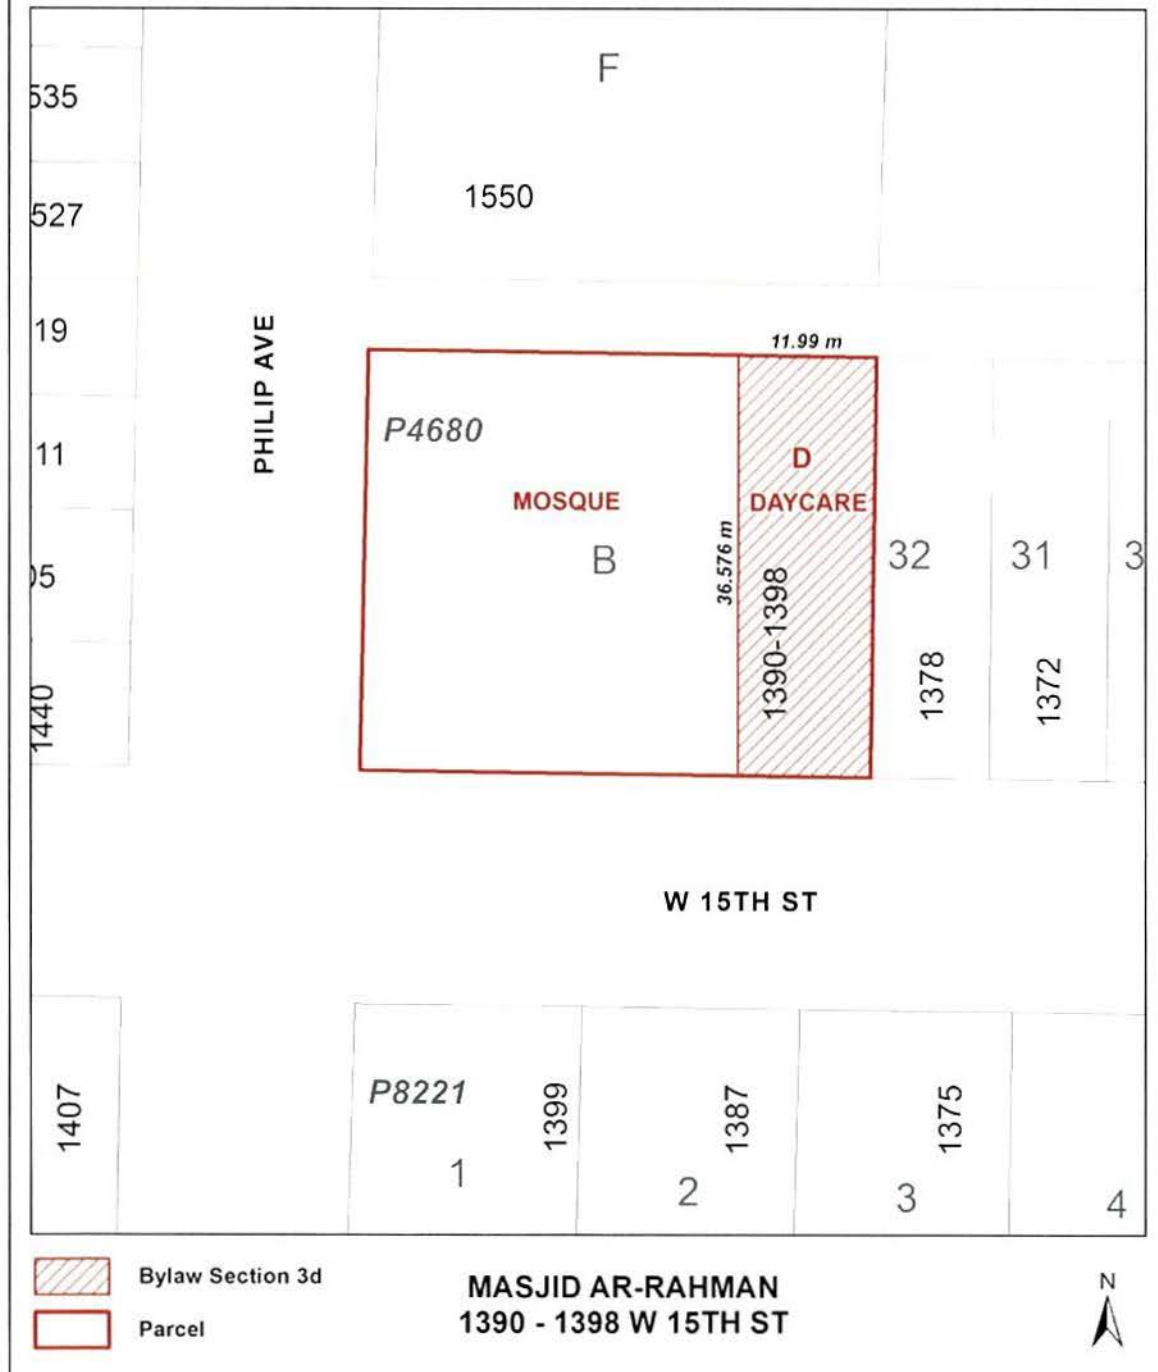 F
535
1550
527
19
PHILIP AVE
11.99 m
P4680
11
D
MOSQUE
DAYCARE
B
36.576 m
32
31
3
05
1390-1398
1378
1372
1440
W 15TH ST
1407
P8221
1399
1387
1375
1
2
3
4
Bylaw Section 3d
Parcel
MASJID AR-RAHMAN
1390 - 1398 W 15TH ST
N